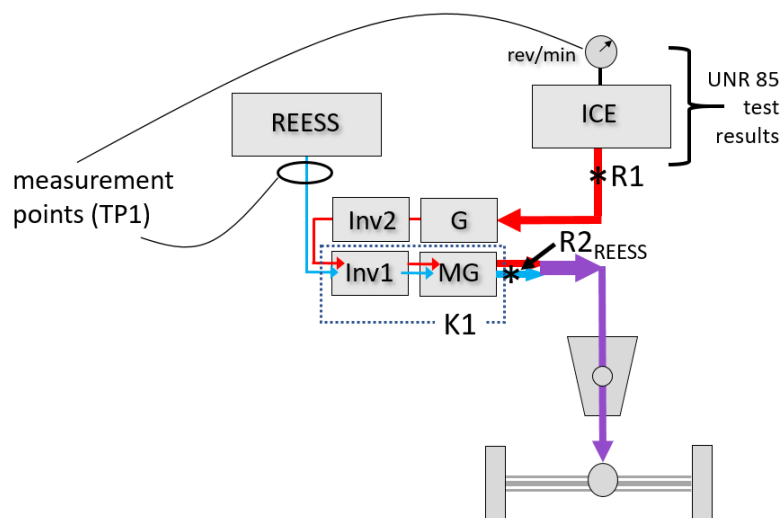 rev/min
UNR 85
test
results
REESS
ICE
measurement
points (TP1)
*R1
Inv2
G
R2REESS
Inv1
MG
*
K1